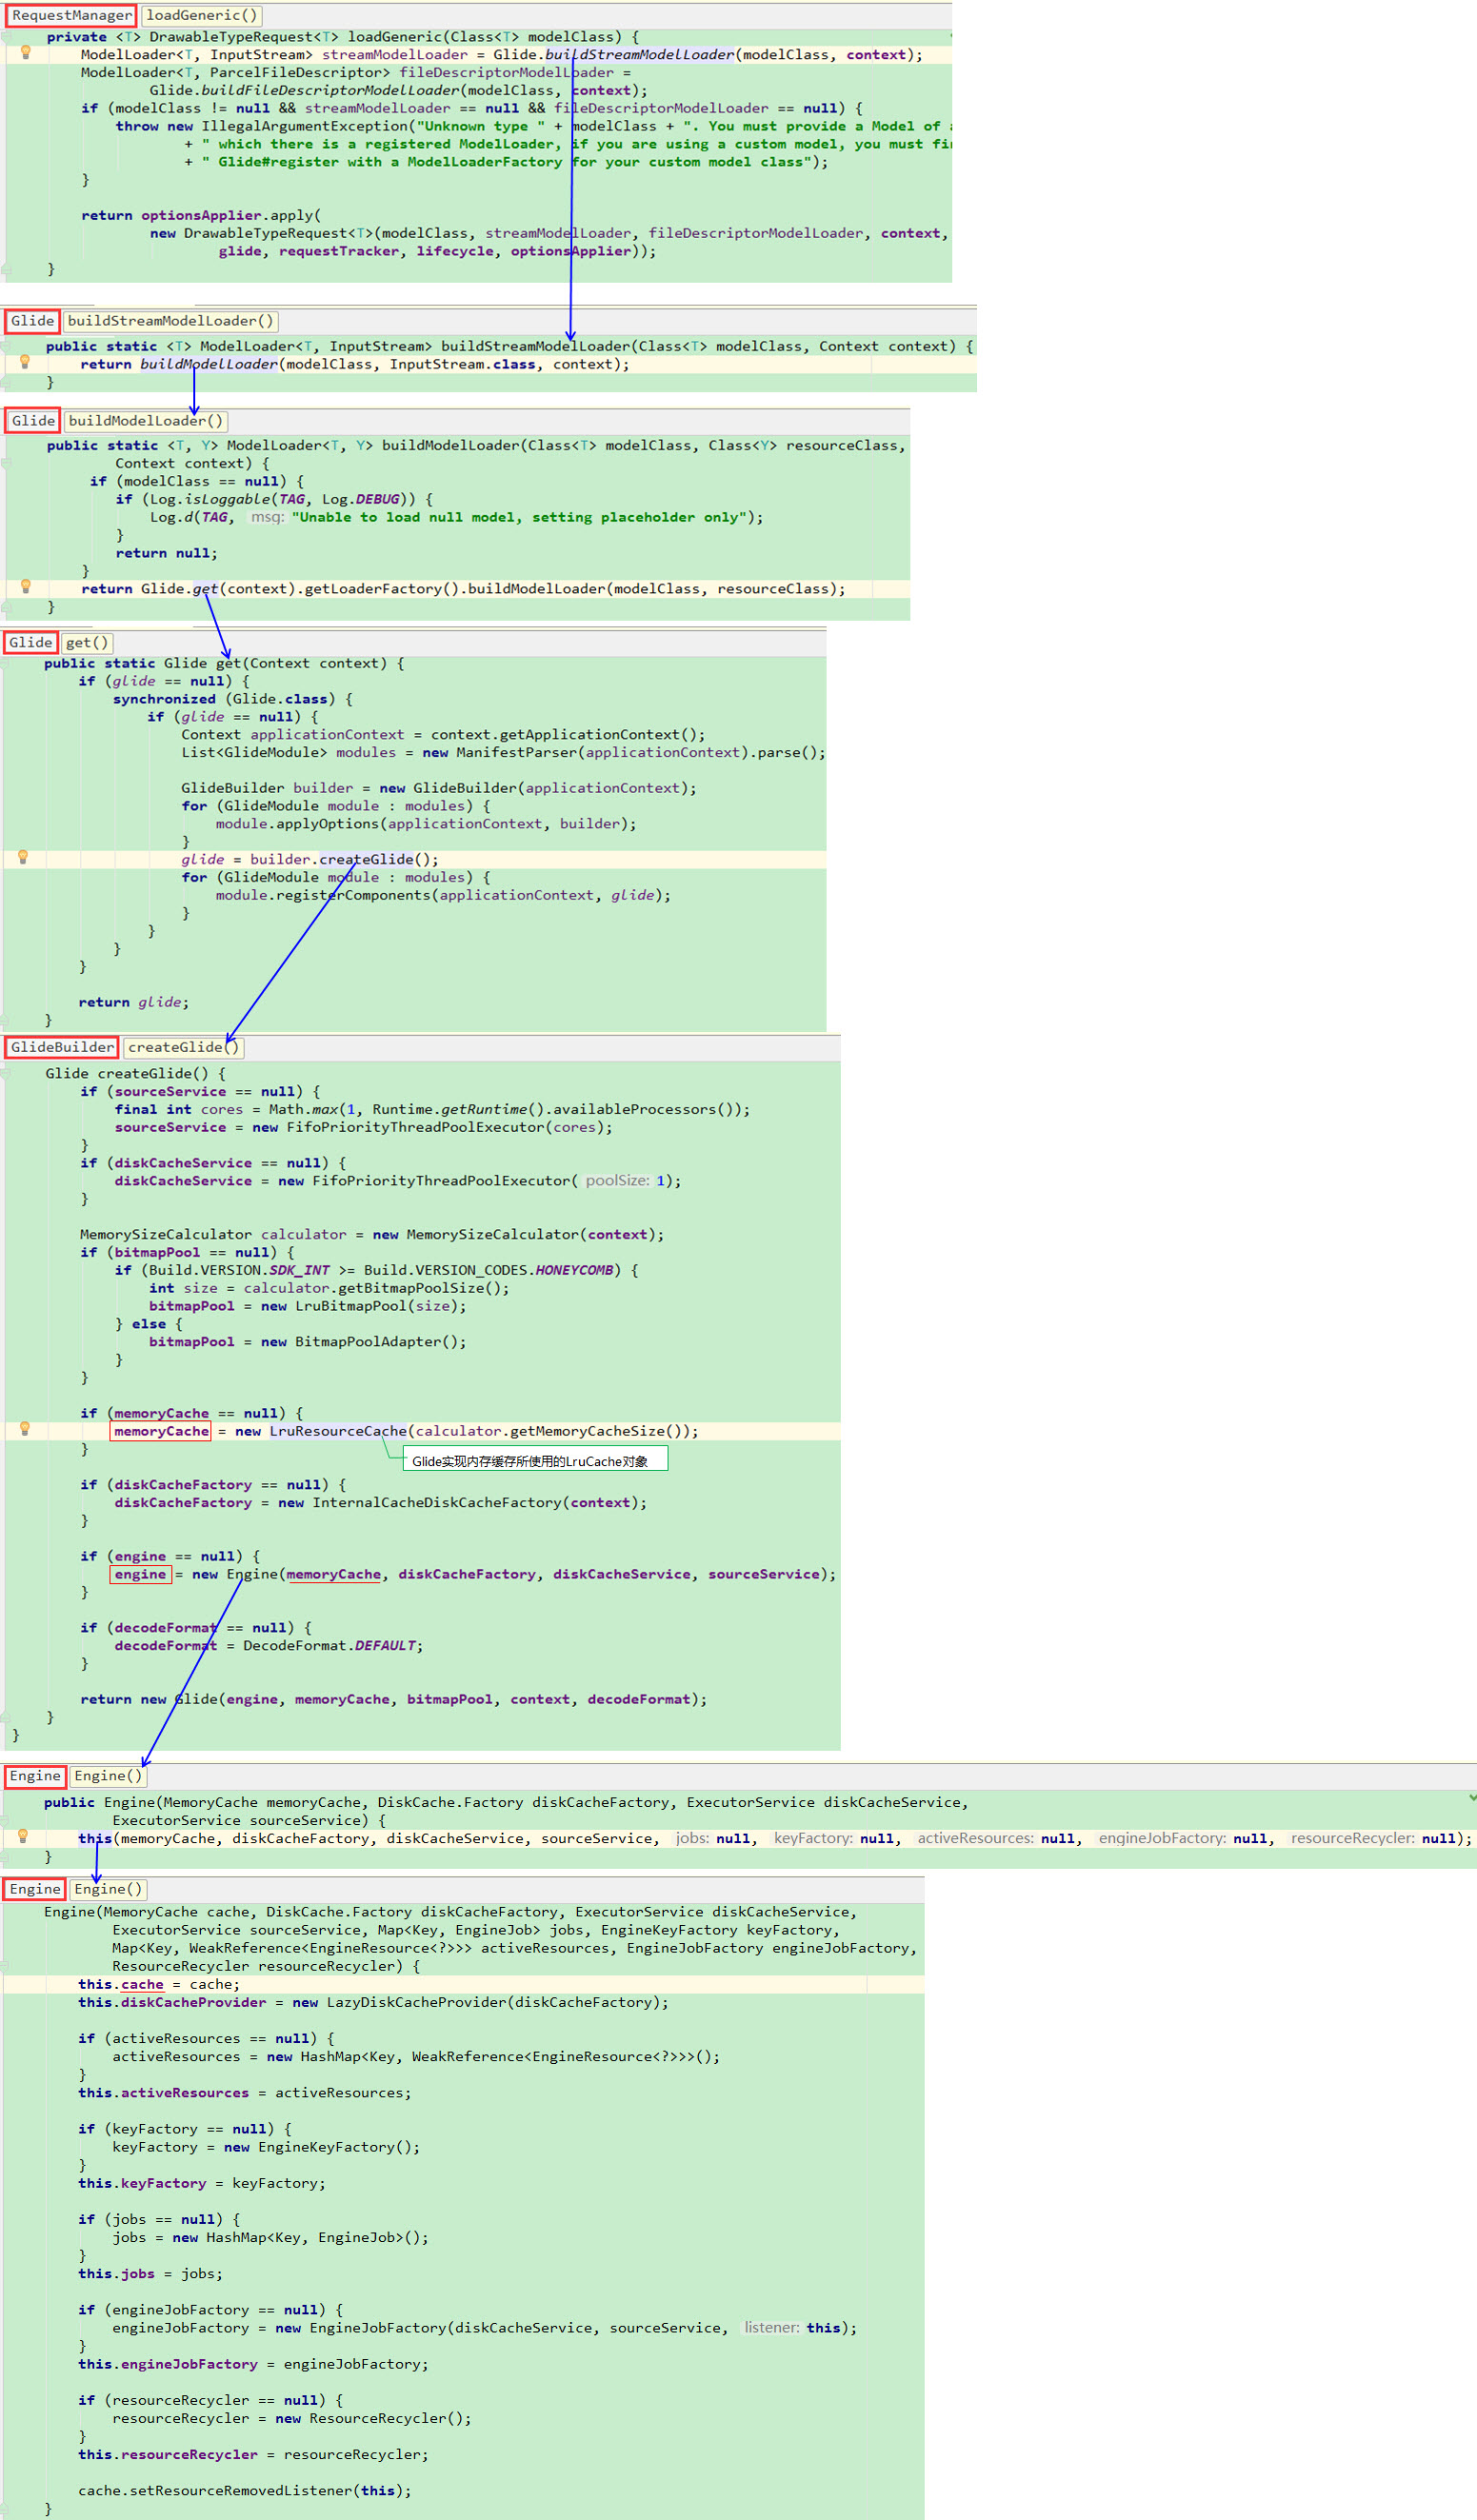 RequestManager loadGeneric()
private <T> DrawableTypeRequest<T> loadGeneric(Class<T> modelClass) {
ModelLoader<T, InputStream> streamModelLoader = Glide.buildStreamModelLoader(modelClass, context);
ModelLoader<T, ParcelFileDescriptor> fileDescriptorModelLoader =
Glide.buildFileDescriptorModelLoader(modelClass, context);
if (modelClass != null && streamModelLoader == null && fileDescriptorModelLoader == null) {
throw new IllegalArgumentException("Unknown type " + modelClass + ". You must provide a Model of a
+ " which there is a registered ModelLoader, if you are using a custom model, you must fi
+ " Glide#register with a ModelLoaderFactory for your custom model class");
}
return optionsApplier.apply(
new DrawableTypeRequest<T>(modelClass, streamModelLoader, fileDescriptorModelLoader, context,
glide, requestTracker, lifecycle, optionsApplier));
}
Glide buildStreamModelLoader()
public static <T> ModelLoader<T, InputStream> buildStreamModelLoader(Class<T> modelClass, Context context) {
return buildModelLoader(modelClass, InputStream.class, context);
}
Glide buildModelLoader()
public static <T, Y> ModelLoader<T, Y> buildModelLoader(Class<T> modelClass, Class<Y> resourceClass,
Context context) {
if (modelClass == null) {
if (Log.isLoggable(TAG, Log.DEBUG)) {
Log.d(TAG, msg: "Unable to load null model, setting placeholder only");
}
return null;
}
return Glide.get(context).getLoaderFactory().buildModelLoader(modelClass, resourceClass);
}
Glide get()
public static Glide get(Context context) {
if (glide == null) {
synchronized (Glide.class) {
if (glide == null) {
Context applicationContext = context.getApplicationContext();
List<GlideModule> modules = new ManifestParser(applicationContext).parse();
GlideBuilder builder = new GlideBuilder(applicationContext);
for (GlideModule module : modules) {
module.applyOptions(applicationContext, builder);
}
glide = builder.createGlide();
for (GlideModule module : modules) {
module.registerComponents(applicationContext, glide);
}
}
}
}
return glide;
}
GlideBuilder createGlide()
Glide createGlide() {
if (sourceService == null) {
final int cores = Math.max(1, Runtime.getRuntime().availableProcessors());
sourceService = new FifoPriorityThreadPoolExecutor(cores);
}
if (diskCacheService == null) {
diskCacheService = new FifoPriorityThreadPoolExecutor( poolSize: 1);
}
MemorySizeCalculator calculator = new MemorySizeCalculator(context);
if (bitmapPool == null) {
if (Build.VERSION.SDK_INT >= Build.VERSION_CODES.HONEYCOMB) {
int size = calculator.getBitmapPoolSize();
bitmapPool = new LruBitmapPool(size);
} else {
bitmapPool = new BitmapPoolAdapter();
}
}
if (memoryCache == null) {
memoryCache = new LruResourceCache(calculator.getMemoryCacheSize());
}
Glide实现内存缓存所使用的LruCache对象
if (diskCacheFactory == null) {
diskCacheFactory = new InternalCacheDiskCacheFactory(context);
}
if (engine == null) {
engine = new Engine(memoryCache, diskCacheFactory, diskCacheService, sourceService);
}
if (decodeFormat == null) {
decodeFormat = DecodeFormat.DEFAULT;
}
return new Glide(engine, memoryCache, bitmapPool, context, decodeFormat);
}
}
Engine Engine()
public Engine(MemoryCache memoryCache, DiskCache.Factory diskCacheFactory, ExecutorService diskCacheService,
ExecutorService sourceService) {
this(memoryCache, diskCacheFactory, diskCacheService, sourceService, jobs: null, keyFactory: null, activeResources: null, engineJobFactory: null, resourceRecycler: null);
}
Engine Engine()
Engine(MemoryCache cache, DiskCache.Factory diskCacheFactory, ExecutorService diskCacheService,
ExecutorService sourceService, Map<Key, EngineJob> jobs, EngineKeyFactory keyFactory,
Map<Key, WeakReference<EngineResource<?>>> activeResources, EngineJobFactory engineJobFactory,
ResourceRecycler resourceRecycler) {
this.cache = cache;
this.diskCacheProvider = new LazyDiskCacheProvider(diskCacheFactory);
if (activeResources == null) {
activeResources = new HashMap<Key, WeakReference<EngineResource<?>>>();
}
this.activeResources = activeResources;
if (keyFactory == null) {
keyFactory = new EngineKeyFactory();
}
this.keyFactory = keyFactory;
if (jobs == null) {
jobs = new HashMap<Key, EngineJob>();
}
this.jobs = jobs;
if (engineJobFactory == null) {
engineJobFactory = new EngineJobFactory(diskCacheService, sourceService, listener: this);
}
this.engineJobFactory = engineJobFactory;
if (resourceRecycler == null) {
resourceRecycler = new ResourceRecycler();
}
this.resourceRecycler = resourceRecycler;
cache.setResourceRemovedListener(this);
}